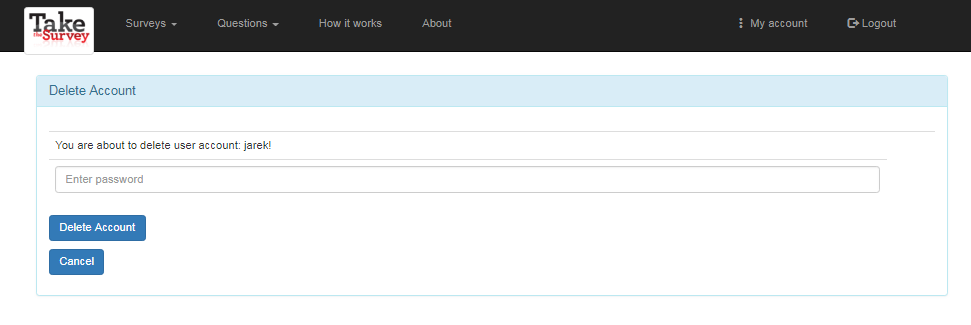 Take
the Survey
Surveys
Questions
How it works
About
My account
Logout
Delete Account
You are about to delete user account: jarek!
Enter password
Delete Account
Cancel